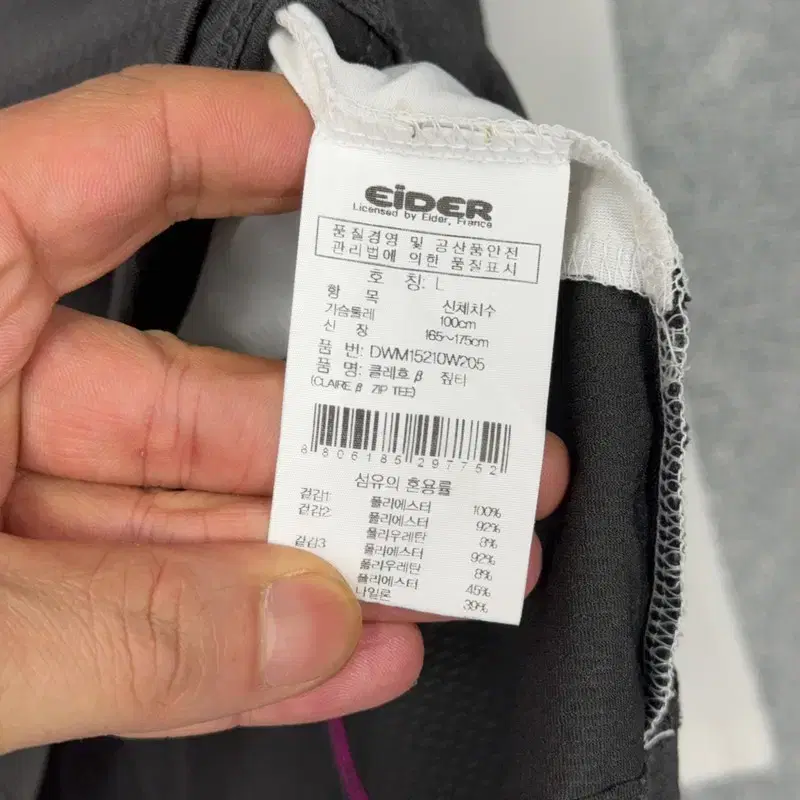 EiDER
Licensed by Eider, France
품질경영 및 공산품안전
관리법에 의한 품질표시
호 칭: L
항 목 신체치수
가슴둘레 100cm
신 장 165~175cm
품 번: DWM15210W205
품 명: 클레흐 β 짚티
(CLAIRE β ZIP TEE)
8 806185 297752
섬유의 혼용률
겉감1 폴리에스터 100%
겉감2 폴리에스터 92%
폴리우레탄 8%
겉감3 폴리에스터 92%
폴리우레탄 8%
폴리에스터 45%
나일론 39%